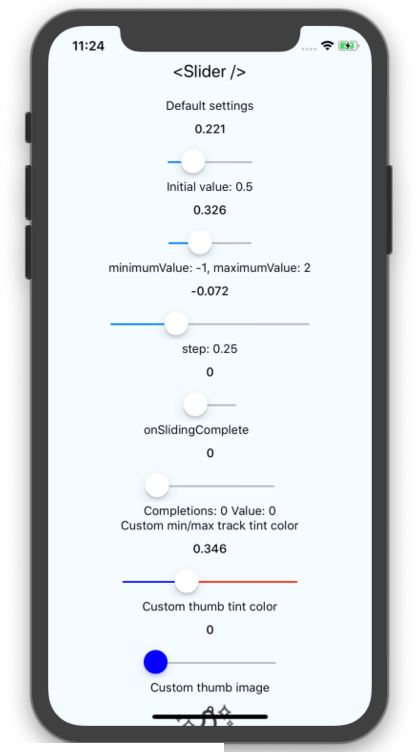 11:24
<Slider />
Default settings
0.221
Initial value: 0.5
0.326
minimumValue: -1, maximumValue: 2
-0.072
step: 0.25
0
onSlidingComplete
0
Completions: 0 Value: 0
Custom min/max track tint color
0.346
Custom thumb tint color
0
Custom thumb image